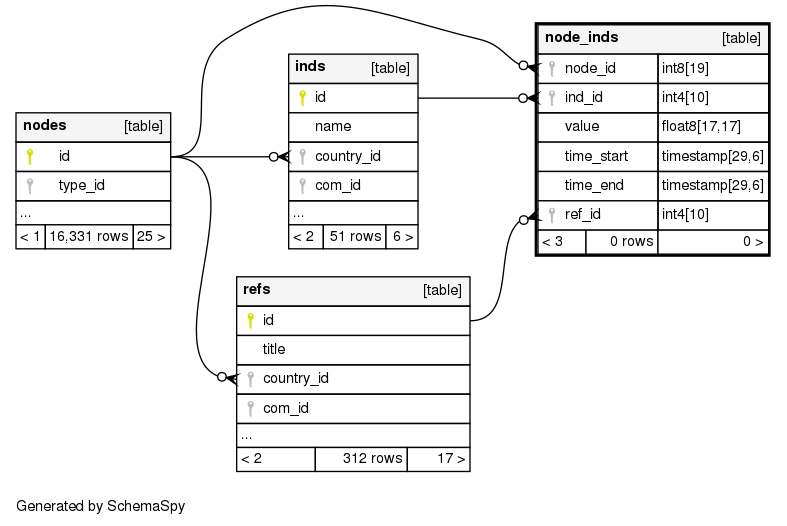 node_inds [table]
node_id int8[19]
ind_id int4[10]
value float8[17,17]
time_start timestamp[29,6]
time_end timestamp[29,6]
ref_id int4[10]
< 3 0 rows 0 >
inds [table]
id
name
country_id
com_id
...
< 2 51 rows 6 >
nodes [table]
id
type_id
...
< 1 16,331 rows 25 >
refs [table]
id
title
country_id
com_id
...
< 2 312 rows 17 >
Generated by SchemaSpy